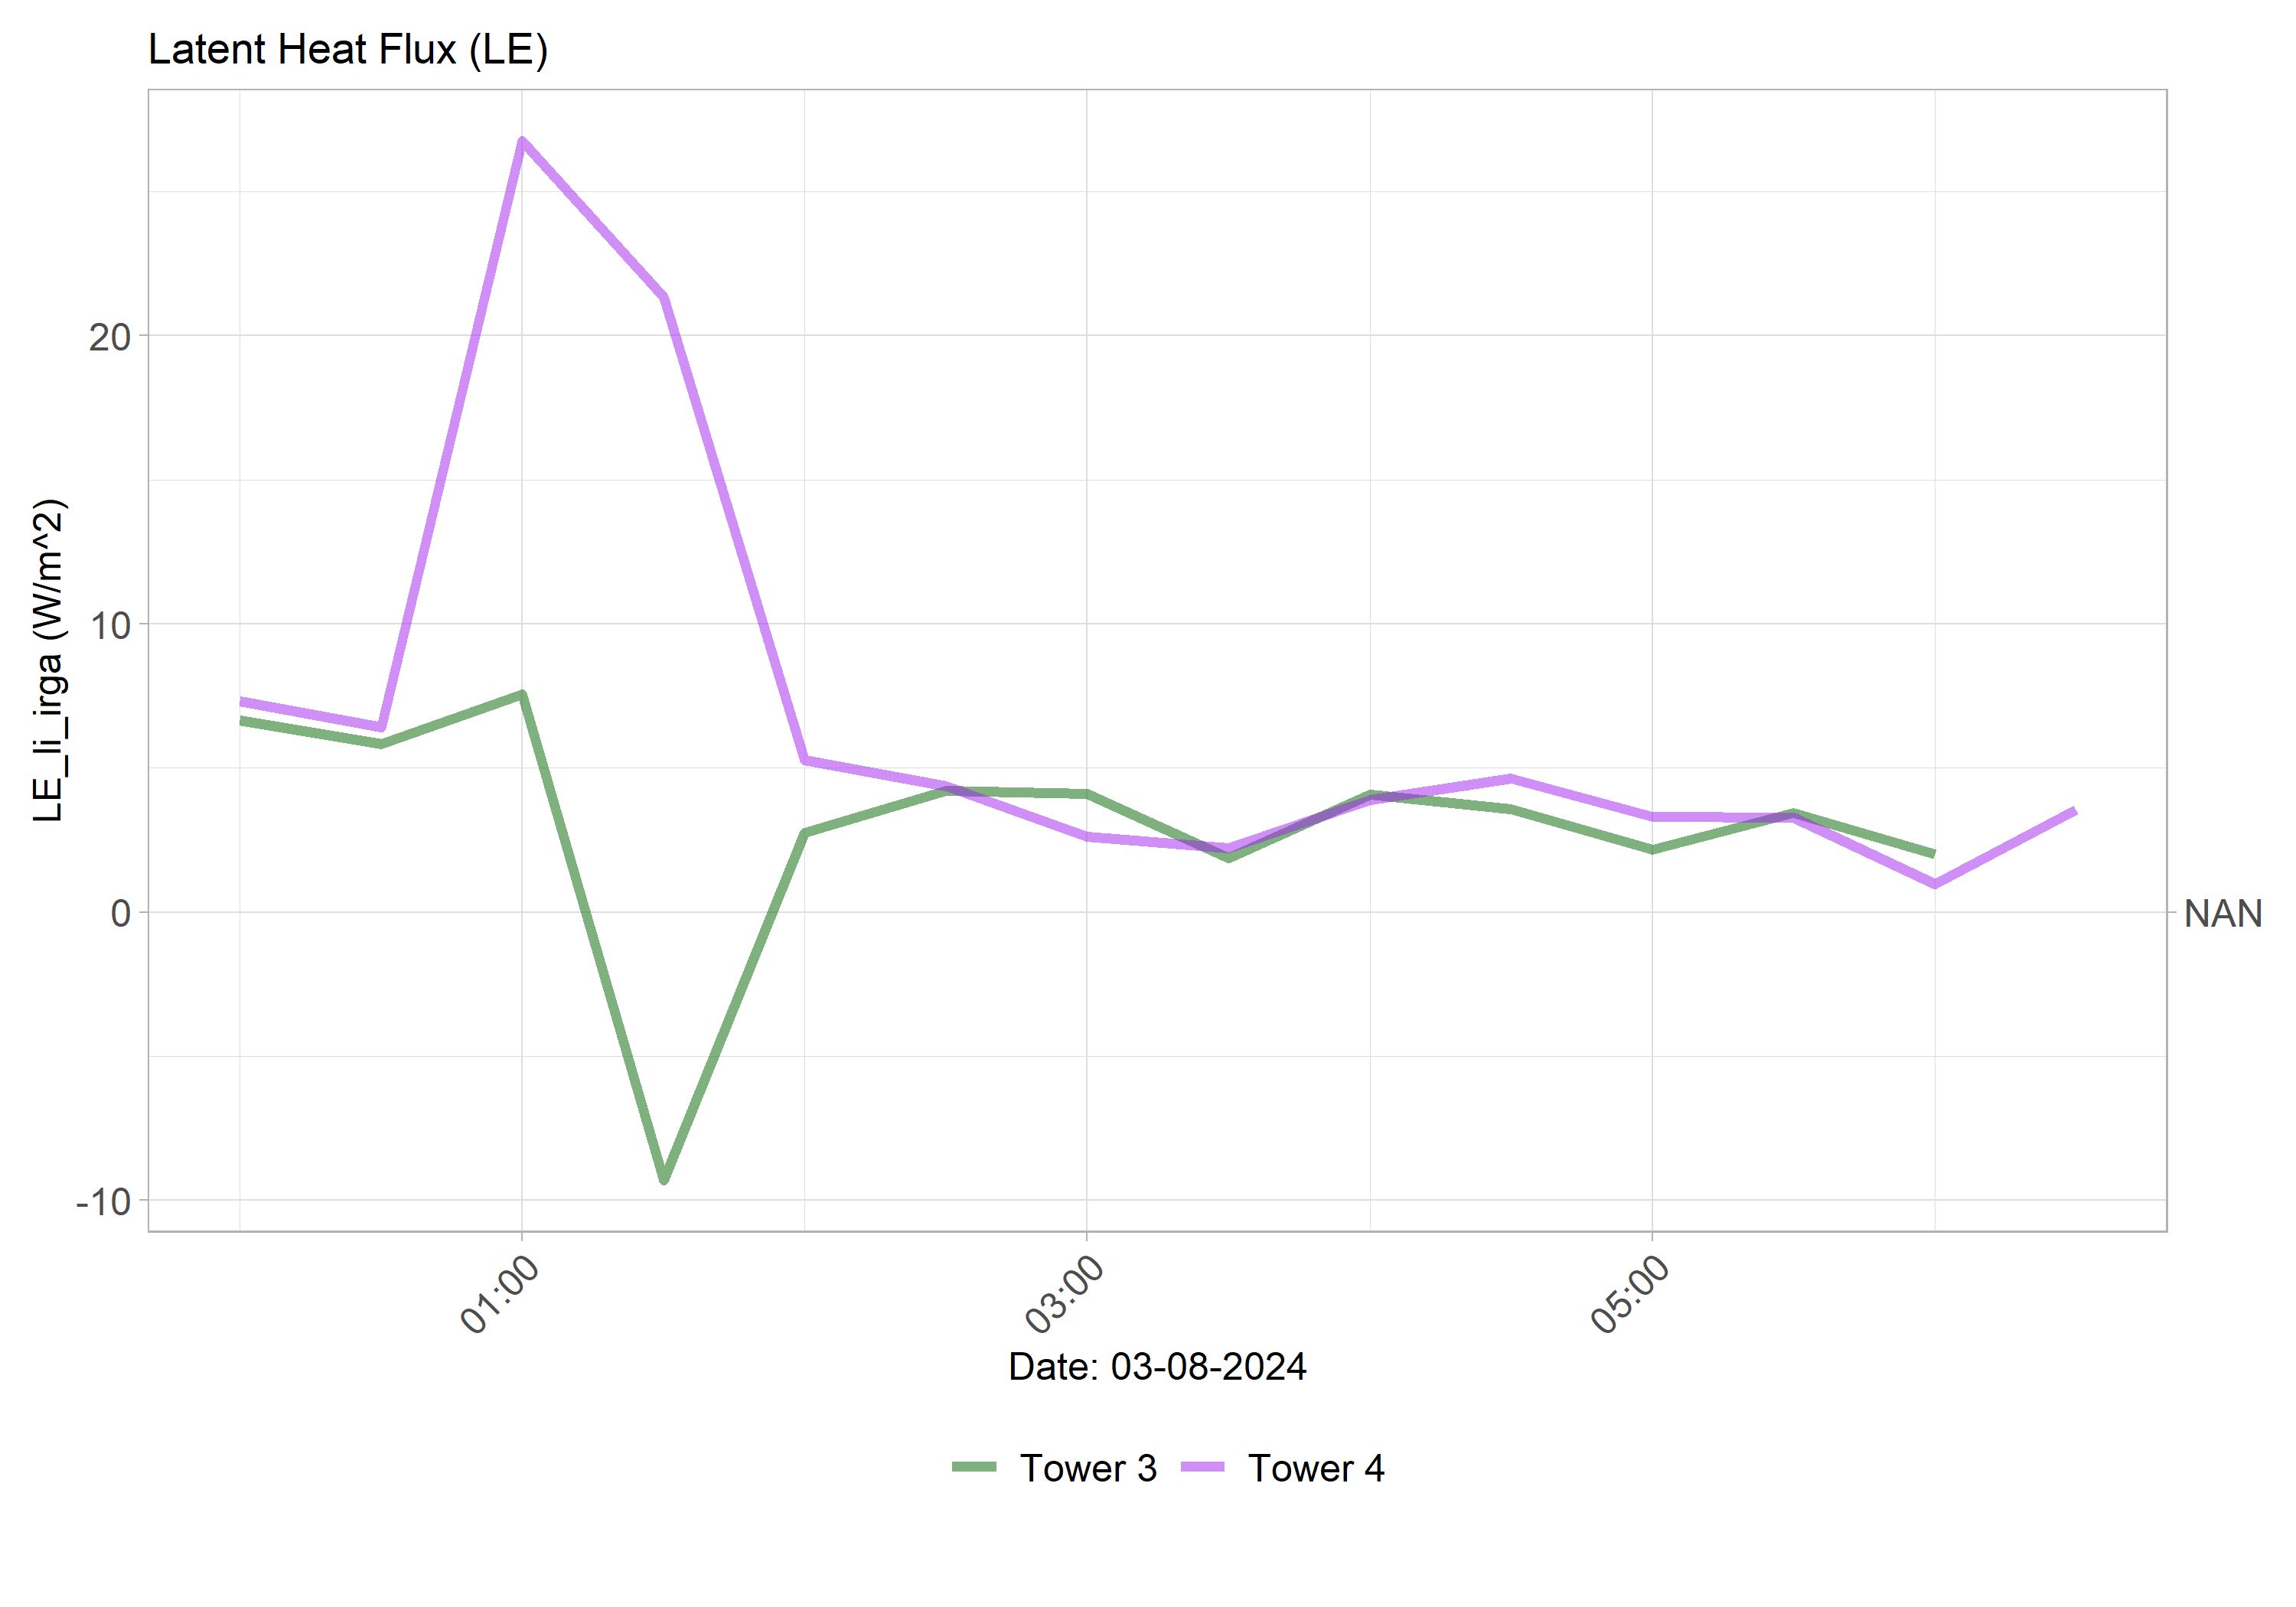 Latent Heat Flux (LE)
LE_li_irga (W/m^2)
20
10
0
-10
NAN
01:00
03:00
05:00
Date: 03-08-2024
Tower 3
Tower 4